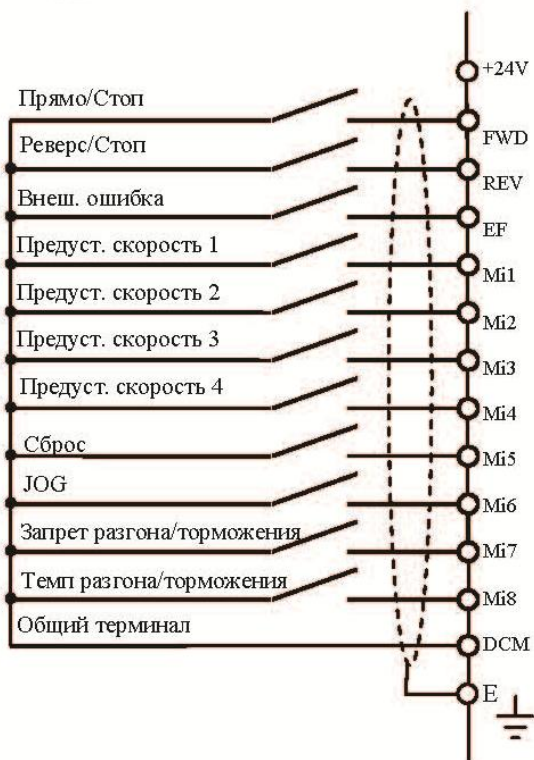 +24V
Прямо/Стоп
FWD
Реверс/Стоп
REV
Внеш. ошибка
EF
Предуст. скорость 1
Mi1
Предуст. скорость 2
Mi2
Предуст. скорость 3
Mi3
Предуст. скорость 4
Mi4
Сброс
Mi5
JOG
Mi6
Запрет разгона/торможения
Mi7
Темп разгона/торможения
Mi8
Общий терминал
DCM
E